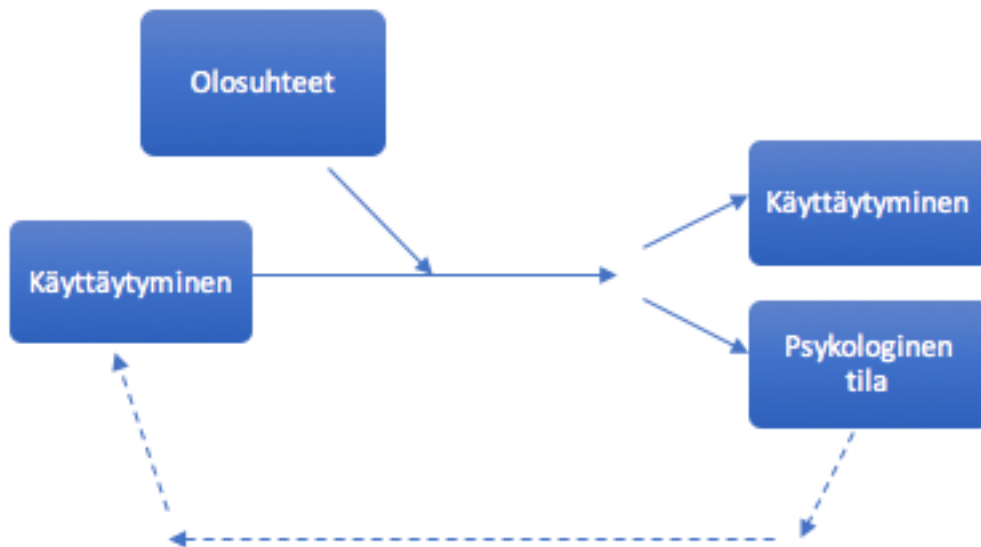 Olosuhteet
Käyttäytyminen
Käyttäytyminen
Psykologinen
tila